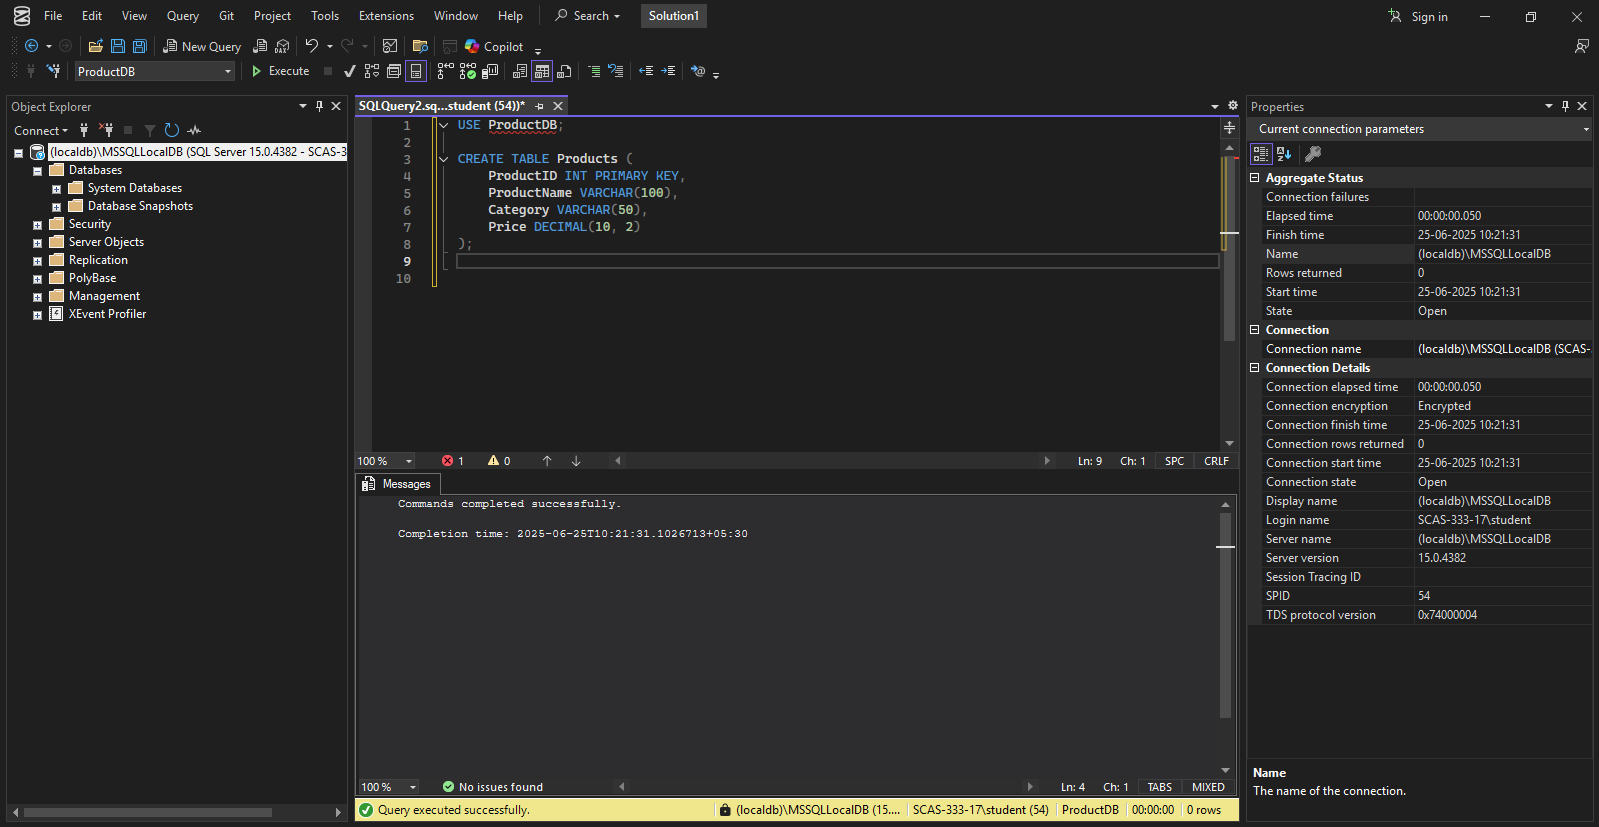 File Edit View Query Git Project Tools Extensions Window Help Search Solution1 Sign in
New Query DAX Copilot
ProductDB Execute
Object Explorer
Connect
(localdb)\MSSQLLocalDB (SQL Server 15.0.4382 - SCAS-3
Databases
System Databases
Database Snapshots
Security
Server Objects
Replication
PolyBase
Management
XEvent Profiler
SQLQuery2.sq...student (54))*
1 USE ProductDB;
2
3 CREATE TABLE Products (
4 ProductID INT PRIMARY KEY,
5 ProductName VARCHAR(100),
6 Category VARCHAR(50),
7 Price DECIMAL(10, 2)
8 );
9
10
100 % 1 0 Ln: 9 Ch: 1 SPC CRLF
Messages
Commands completed successfully.
Completion time: 2025-06-25T10:21:31.1026713+05:30
100 % No issues found Ln: 4 Ch: 1 TABS MIXED
Query executed successfully. (localdb)\MSSQLLocalDB (15.... SCAS-333-17\student (54) ProductDB 00:00:00 0 rows
Properties
Current connection parameters
Aggregate Status
Connection failures
Elapsed time 00:00:00.050
Finish time 25-06-2025 10:21:31
Name (localdb)\MSSQLLocalDB
Rows returned 0
Start time 25-06-2025 10:21:31
State Open
Connection
Connection name (localdb)\MSSQLLocalDB (SCAS-
Connection Details
Connection elapsed time 00:00:00.050
Connection encryption Encrypted
Connection finish time 25-06-2025 10:21:31
Connection rows returned 0
Connection start time 25-06-2025 10:21:31
Connection state Open
Display name (localdb)\MSSQLLocalDB
Login name SCAS-333-17\student
Server name (localdb)\MSSQLLocalDB
Server version 15.0.4382
Session Tracing ID
SPID 54
TDS protocol version 0x74000004
Name
The name of the connection.